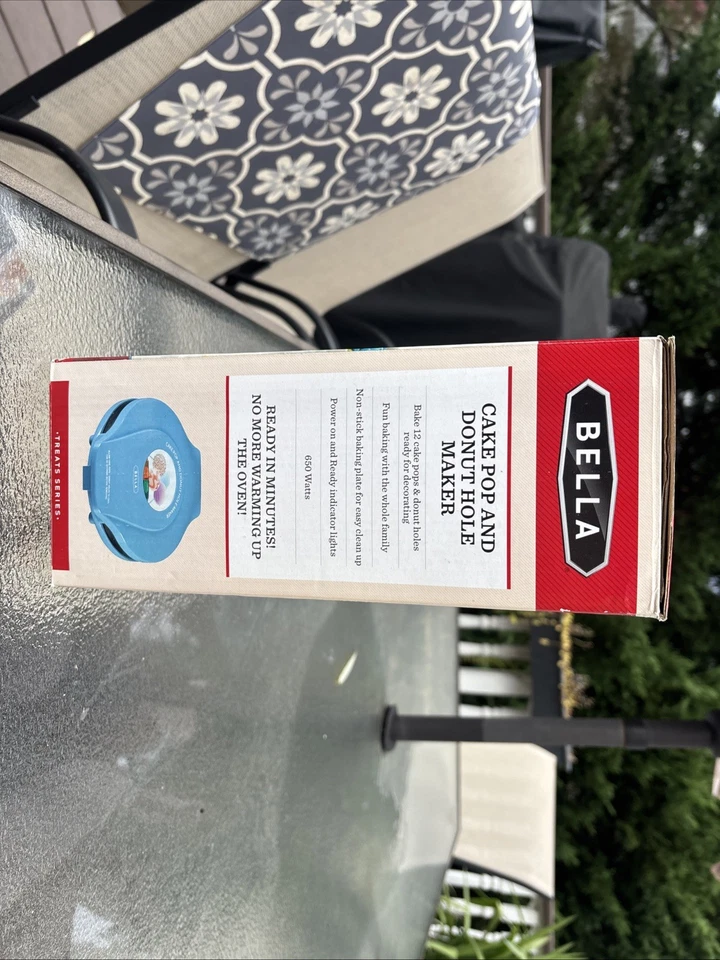 BELLA
CAKE POP AND
DONUT HOLE
MAKER
Bake 12 cake pops & donut holes
ready for decorating
Fun baking with the whole family
Non-stick baking plate for easy clean up
Power on and Ready indicator lights
650 Watts
READY IN MINUTES!
NO MORE WARMING UP
THE OVEN!
BELLA
•TREATS SERIES•